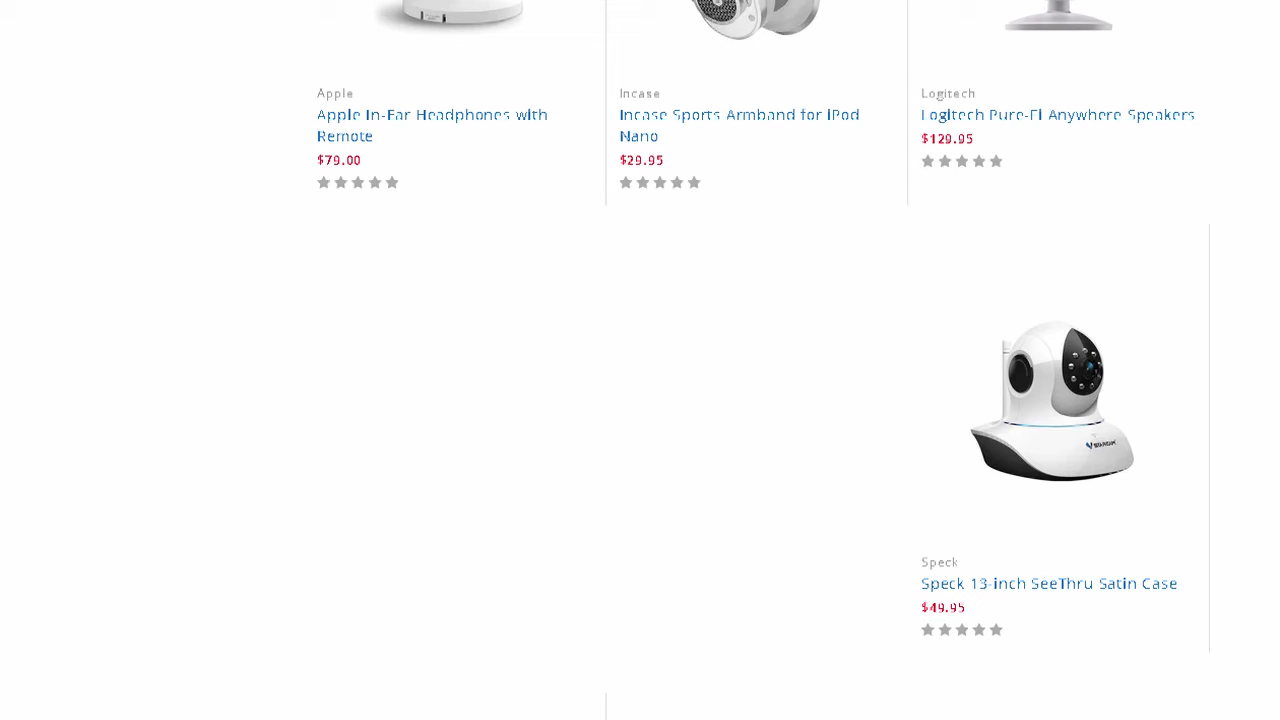 Apple
Apple In-Ear Headphones with
Remote
$79.00
Incase
Incase Sports Armband for iPod
Nano
$29.95
Logitech
Logitech Pure-Fi Anywhere Speakers
$129.95
Speck
Speck 13-inch SeeThru Satin Case
$49.95